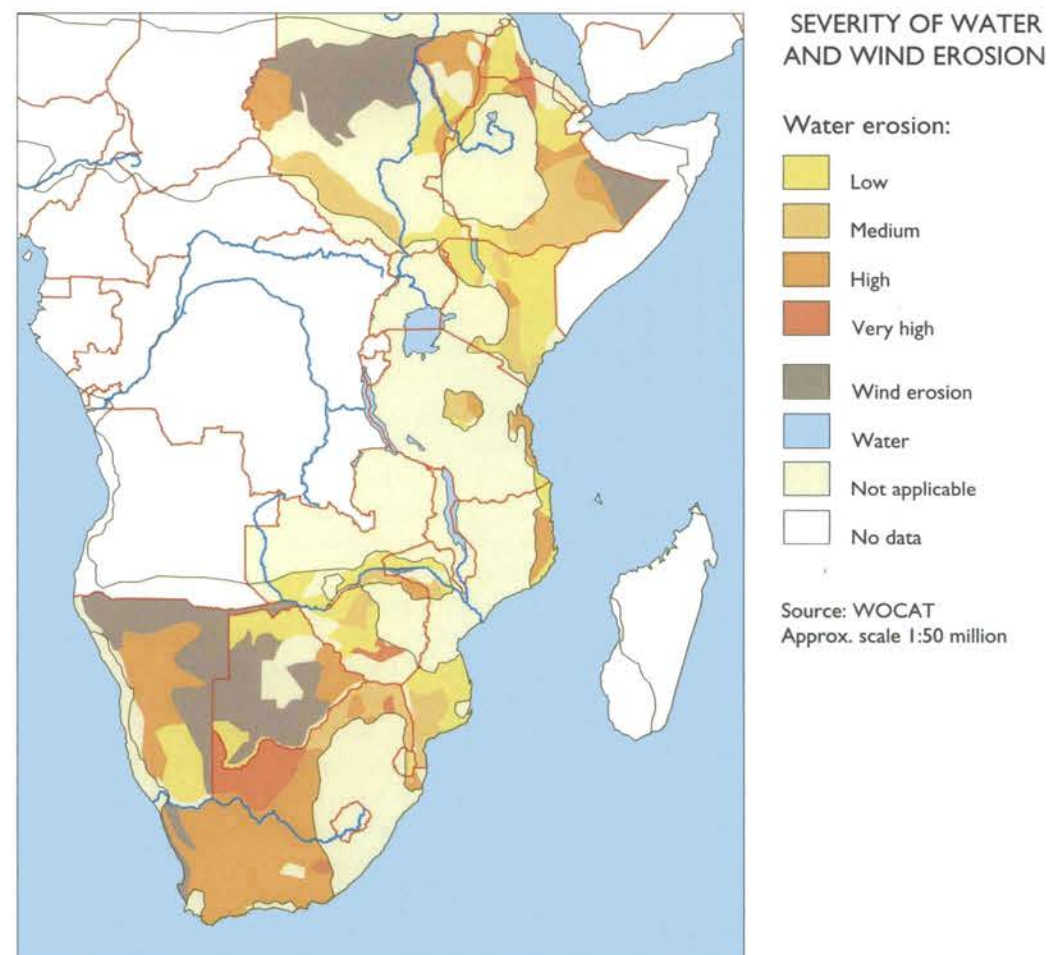 SEVERITY OF WATER
AND WIND EROSION
Water erosion:
Low
Medium
High
Very high
Wind erosion
Water
Not applicable
No data
Source: WOCAT
Approx. scale 1:50 million